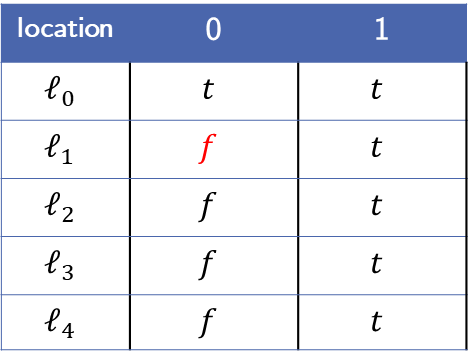 location 0 1
ℓ0 t t
ℓ1 f t
ℓ2 f t
ℓ3 f t
ℓ4 f t